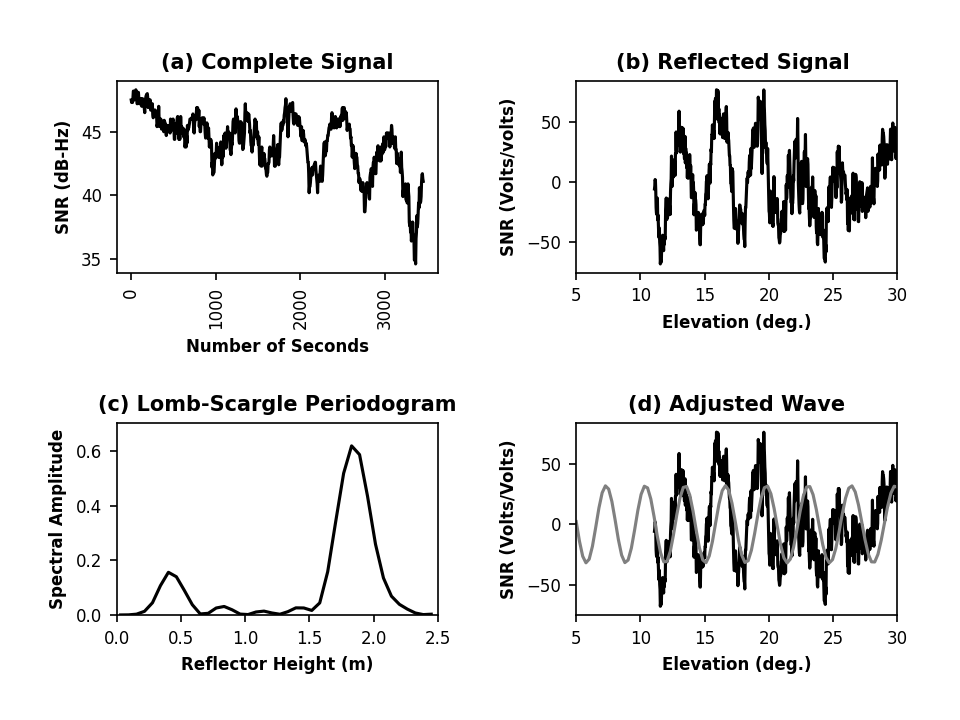 (a) Complete Signal
SNR (dB-Hz)
45
40
35
0
1000
2000
3000
Number of Seconds
(b) Reflected Signal
SNR (Volts/volts)
50
0
−50
5 10 15 20 25 30
Elevation (deg.)
(c) Lomb-Scargle Periodogram
Spectral Amplitude
0.6
0.4
0.2
0.0
0.0 0.5 1.0 1.5 2.0 2.5
Reflector Height (m)
(d) Adjusted Wave
SNR (Volts/Volts)
50
0
−50
5 10 15 20 25 30
Elevation (deg.)